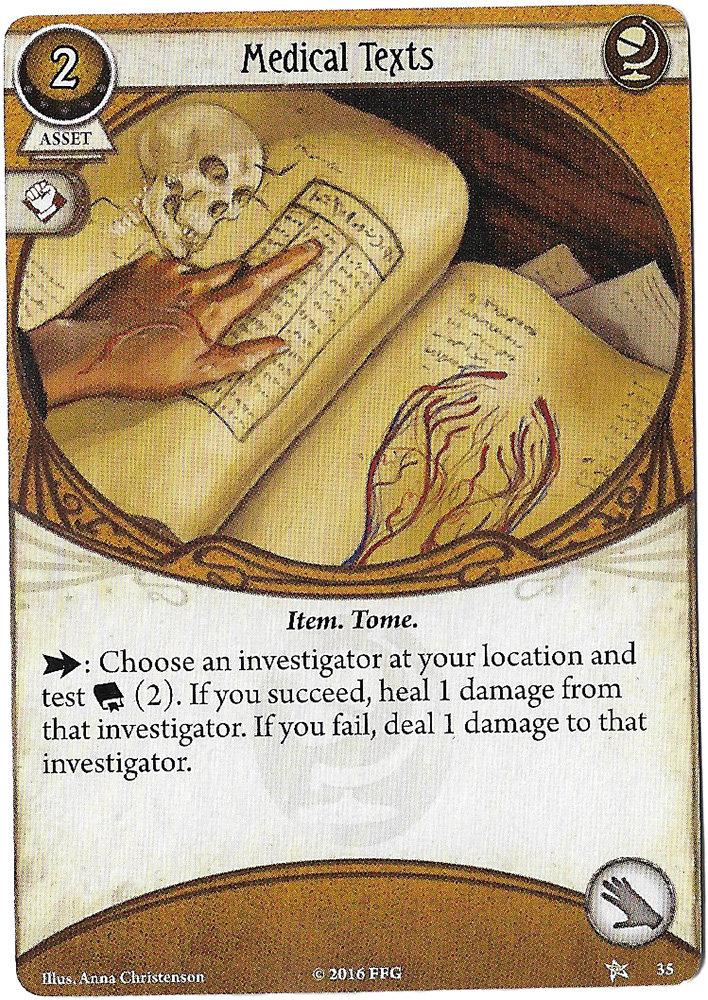 2
Medical Texts
ASSET
Item. Tome.
: Choose an investigator at your location and
test (2). If you succeed, heal 1 damage from
that investigator. If you fail, deal 1 damage to that
investigator.
Illus. Anna Christenson
© 2016 FFG
35